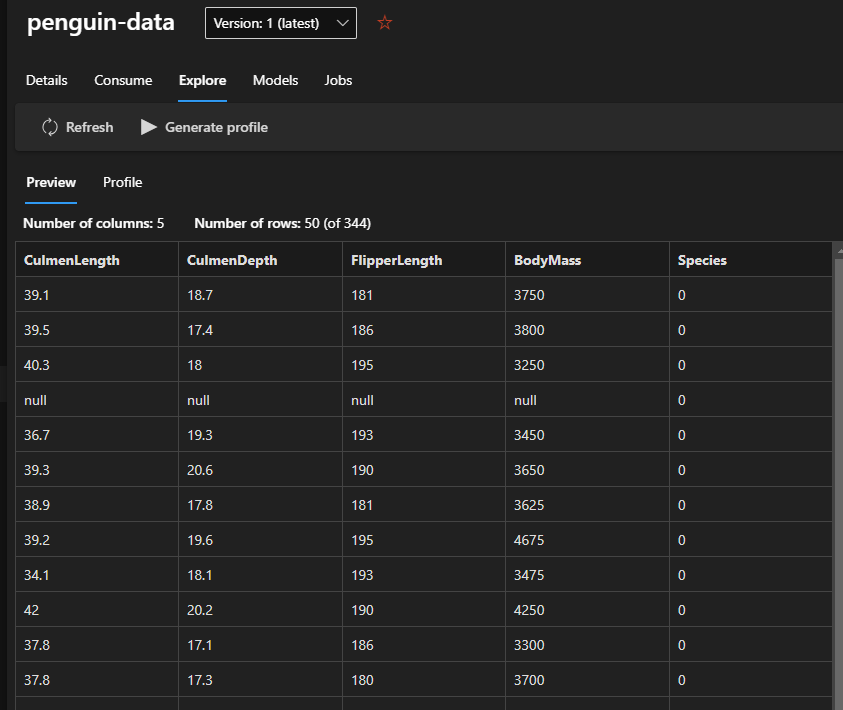 penguin-data Version: 1 (latest)
Details Consume Explore Models Jobs
Refresh Generate profile
Preview Profile
Number of columns: 5 Number of rows: 50 (of 344)
CulmenLength CulmenDepth FlipperLength BodyMass Species
39.1 18.7 181 3750 0
39.5 17.4 186 3800 0
40.3 18 195 3250 0
null null null null 0
36.7 19.3 193 3450 0
39.3 20.6 190 3650 0
38.9 17.8 181 3625 0
39.2 19.6 195 4675 0
34.1 18.1 193 3475 0
42 20.2 190 4250 0
37.8 17.1 186 3300 0
37.8 17.3 180 3700 0